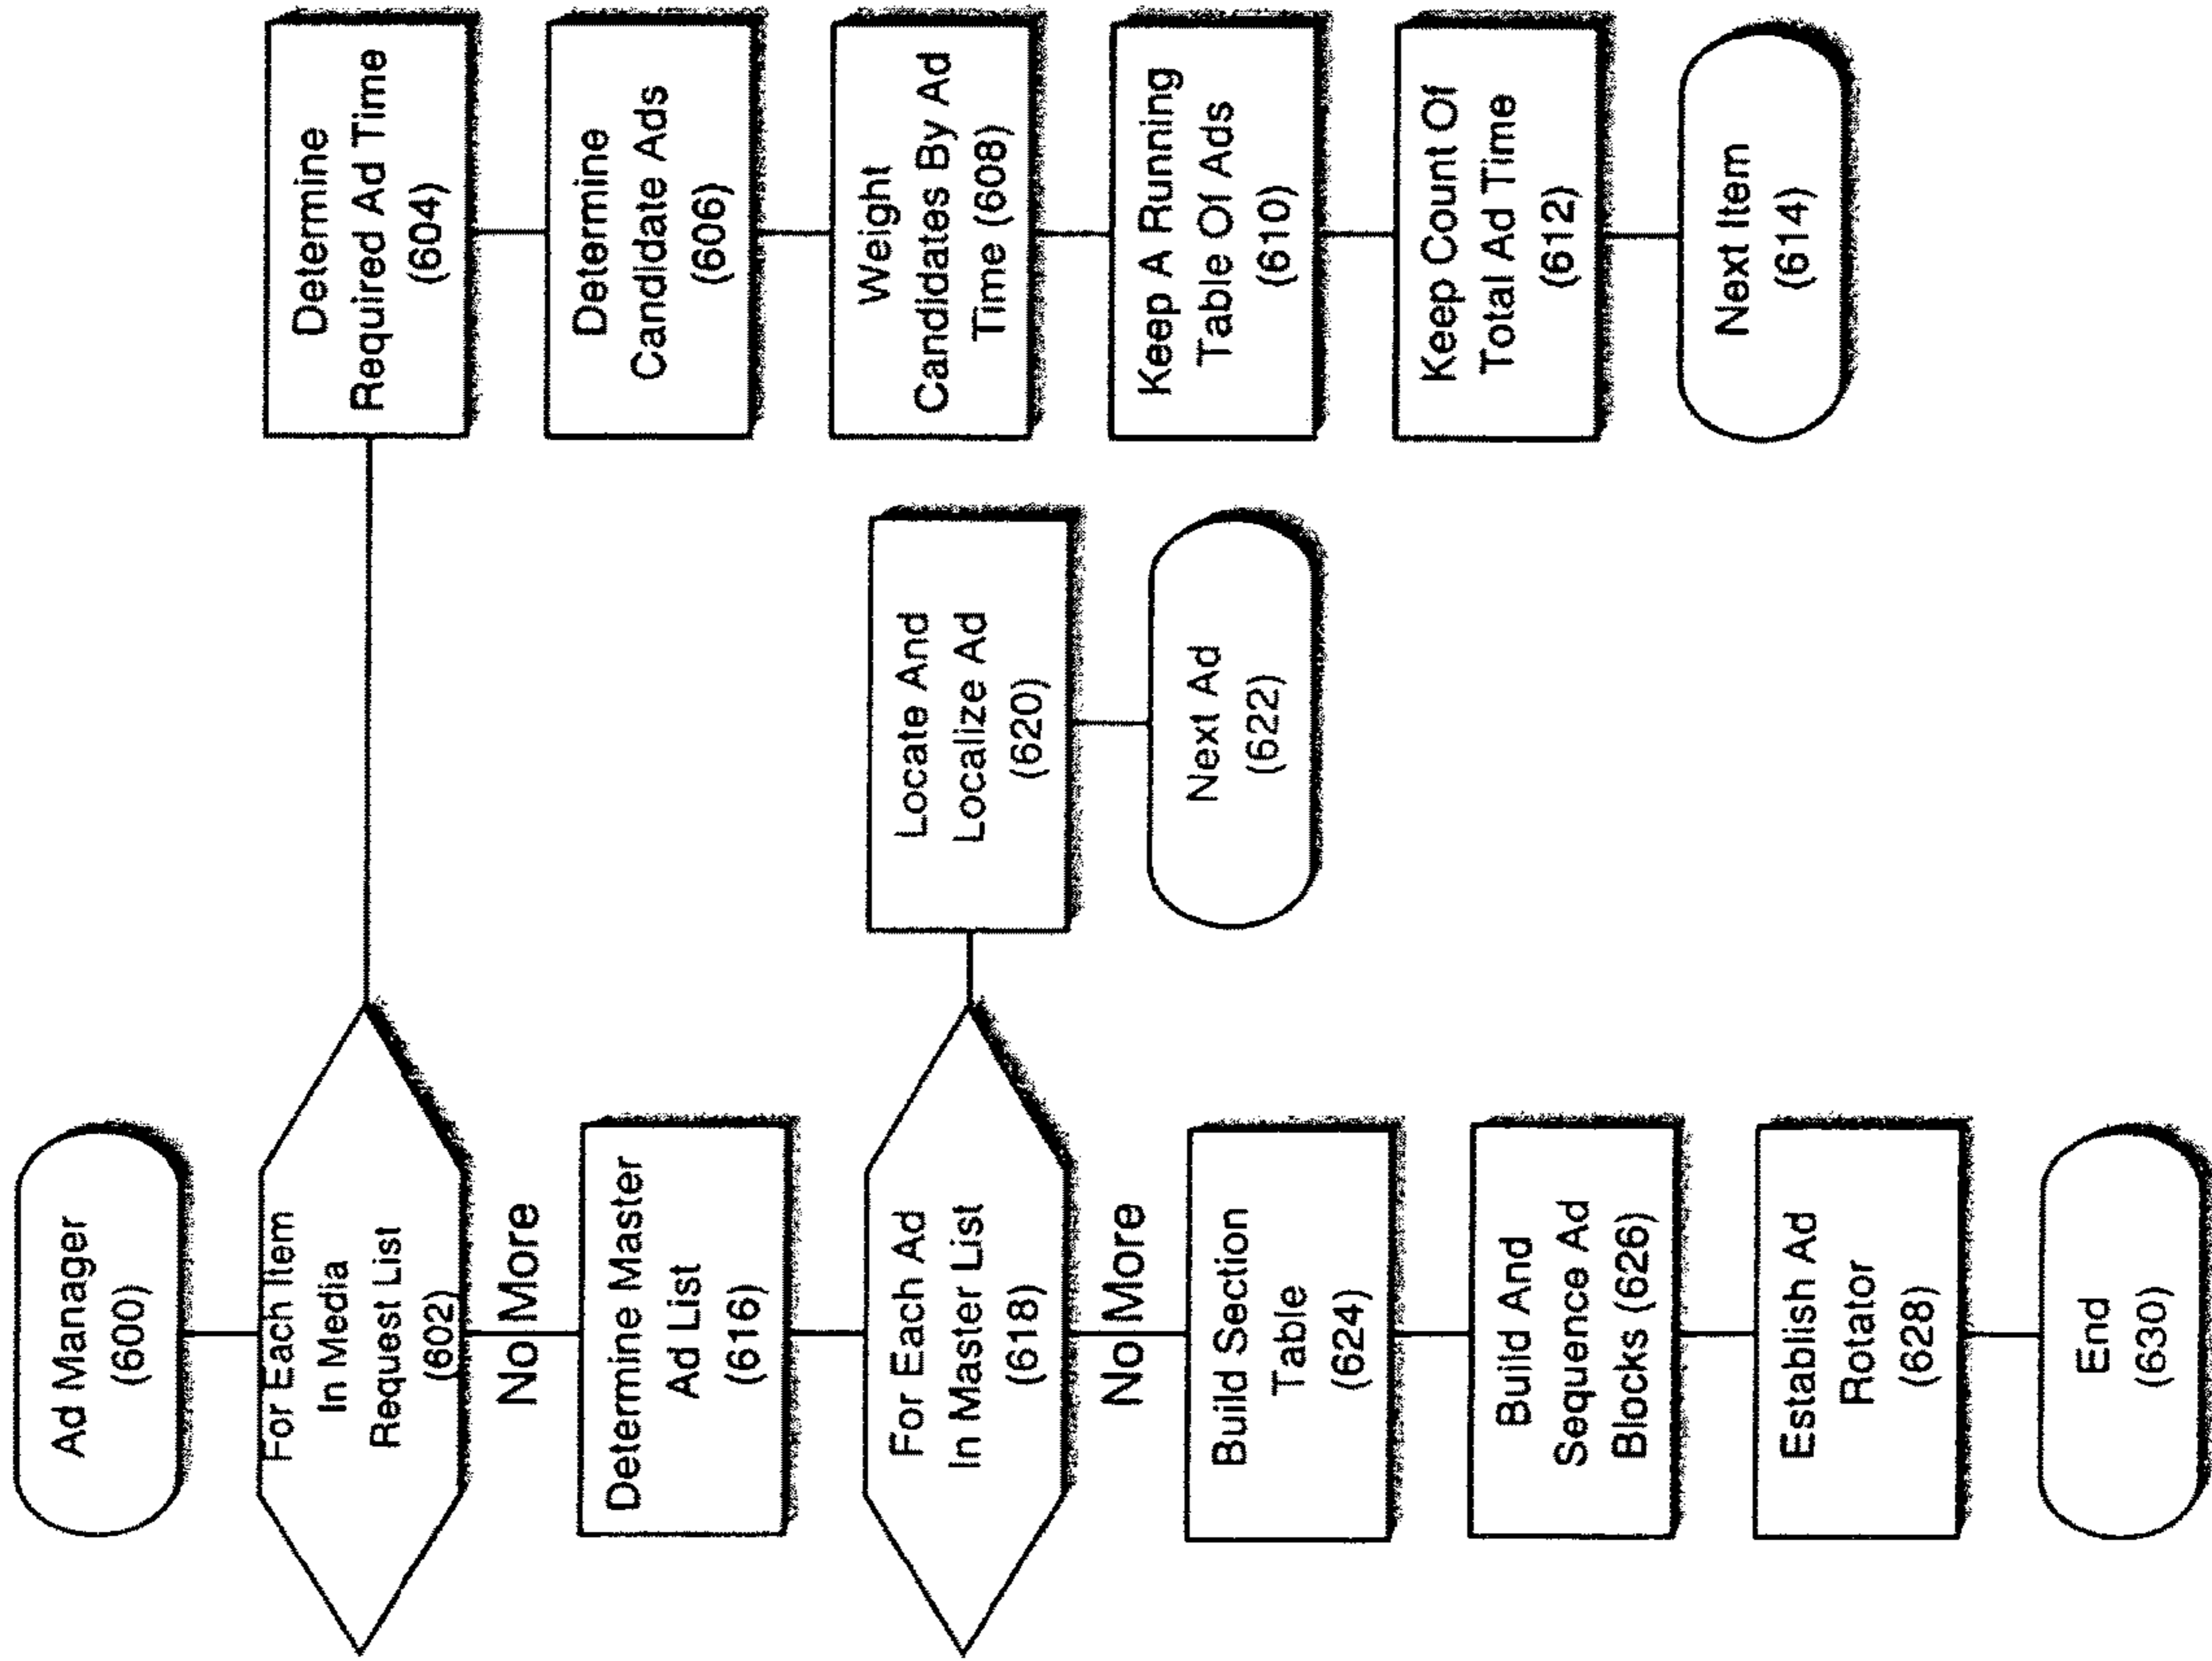 Ad Manager
(600)
For Each Item
In Media
Request List
(602)
No More
Determine Master
Ad List
(616)
For Each Ad
In Master List
(618)
No More
Build Section
Table
(624)
Build And
Sequence Ad
Blocks (626)
Establish Ad
Rotator
(628)
End
(630)
Locate And
Localize Ad
(620)
Next Ad
(622)
Determine
Required Ad Time
(604)
Determine
Candidate Ads
(606)
Weight
Candidates By Ad
Time (608)
Keep A Running
Table Of Ads
(610)
Keep Count Of
Total Ad Time
(612)
Next Item
(614)